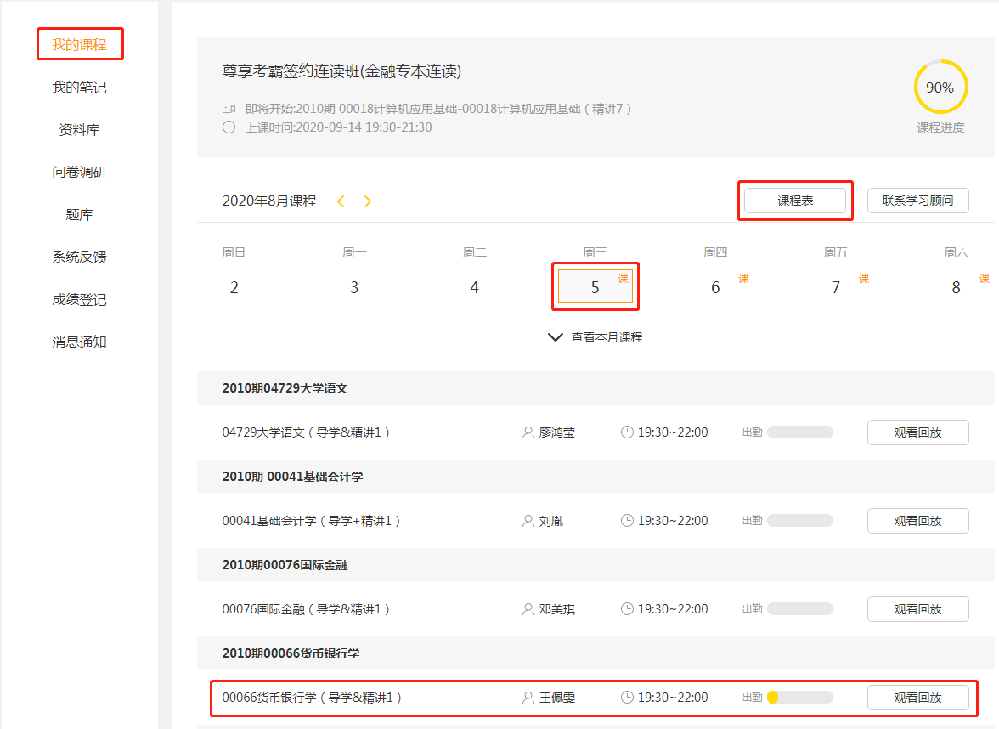 我的课程
我的笔记
资料库
问卷调研
题库
系统反馈
成绩登记
消息通知
尊享考霸签约连读班(金融专本连读)
即将开始:2010期 00018计算机应用基础-00018计算机应用基础（精讲7）
上课时间:2020-09-14 19:30-21:30
90%
课程进度
2020年8月课程
课程表
联系学习顾问
周日 周一 周二 周三 周四 周五 周六
2 3 4 5 课 6 课 7 课 8 课
查看本月课程
2010期04729大学语文
04729大学语文（导学&精讲1） 廖鸿莹 19:30~22:00 出勤 观看回放
2010期 00041基础会计学
00041基础会计学（导学+精讲1） 刘胤 19:30~22:00 出勤 观看回放
2010期00076国际金融
00076国际金融（导学&精讲1） 邓美琪 19:30~22:00 出勤 观看回放
2010期00066货币银行学
00066货币银行学（导学&精讲1） 王佩雯 19:30~22:00 出勤 观看回放